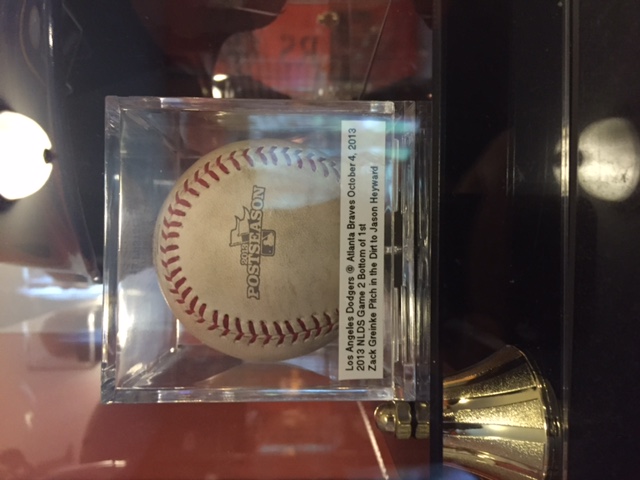 2013
POSTSEASON
Los Angeles Dodgers @ Atlanta Braves October 4, 2013
2013 NLDS Game 2 Bottom of 1st
Zack Greinke Pitch in the Dirt to Jason Heyward